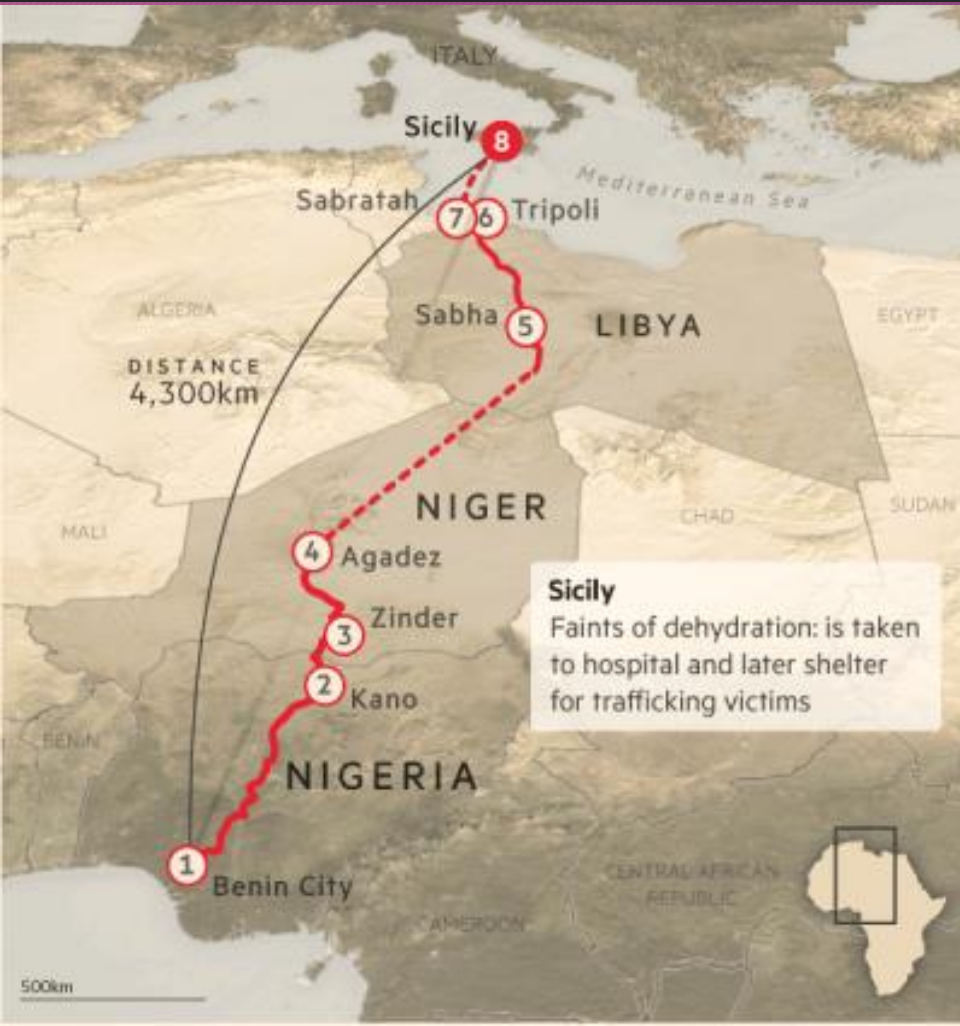 ITALY
Sicily
8
Mediterranean Sea
Sabratah
7
6
Tripoli
ALGERIA
Sabha
5
LIBYA
EGYPT
DISTANCE
4,300km
NIGER
MALI
CHAD
SUDAN
4
Agadez
Sicily
Faints of dehydration: is taken
to hospital and later shelter
for trafficking victims
Zinder
3
2
Kano
BENIN
NIGERIA
1
Benin City
CENTRAL AFRICAN
REPUBLIC
CAMEROON
500km